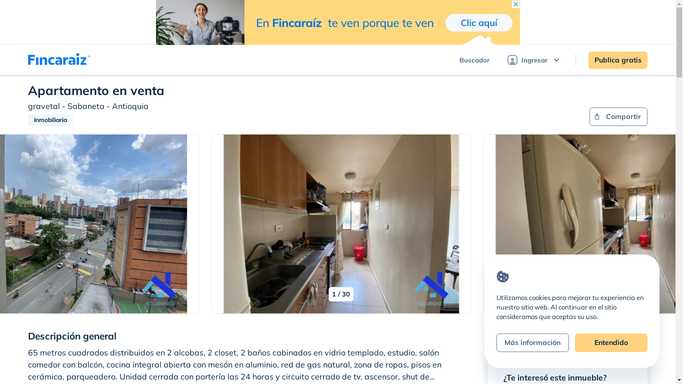 En Fincaraíz te ven porque te ven
Clic aquí
Fincaraiz
Buscador
Ingresar
Publica gratis
Apartamento en venta
gravetal - Sabaneta - Antioquia
Inmobiliaria
Compartir
1 / 30
Utilizamos cookies para mejorar tu experiencia en
nuestro sitio web. Al continuar en el sitio
consideramos que aceptas su uso.
Más información
Entendido
Descripción general
65 metros cuadrados distribuidos en 2 alcobas, 2 closet, 2 baños cabinados en vidrio templado, estudio, salón
comedor con balcón, cocina integral abierta con mesón en aluminio, red de gas natural, zona de ropas, pisos en
cerámica, parqueadero. Unidad cerrada con portería las 24 horas y circuito cerrado de tv, ascensor, shut de...
¿Te interesó este inmueble?